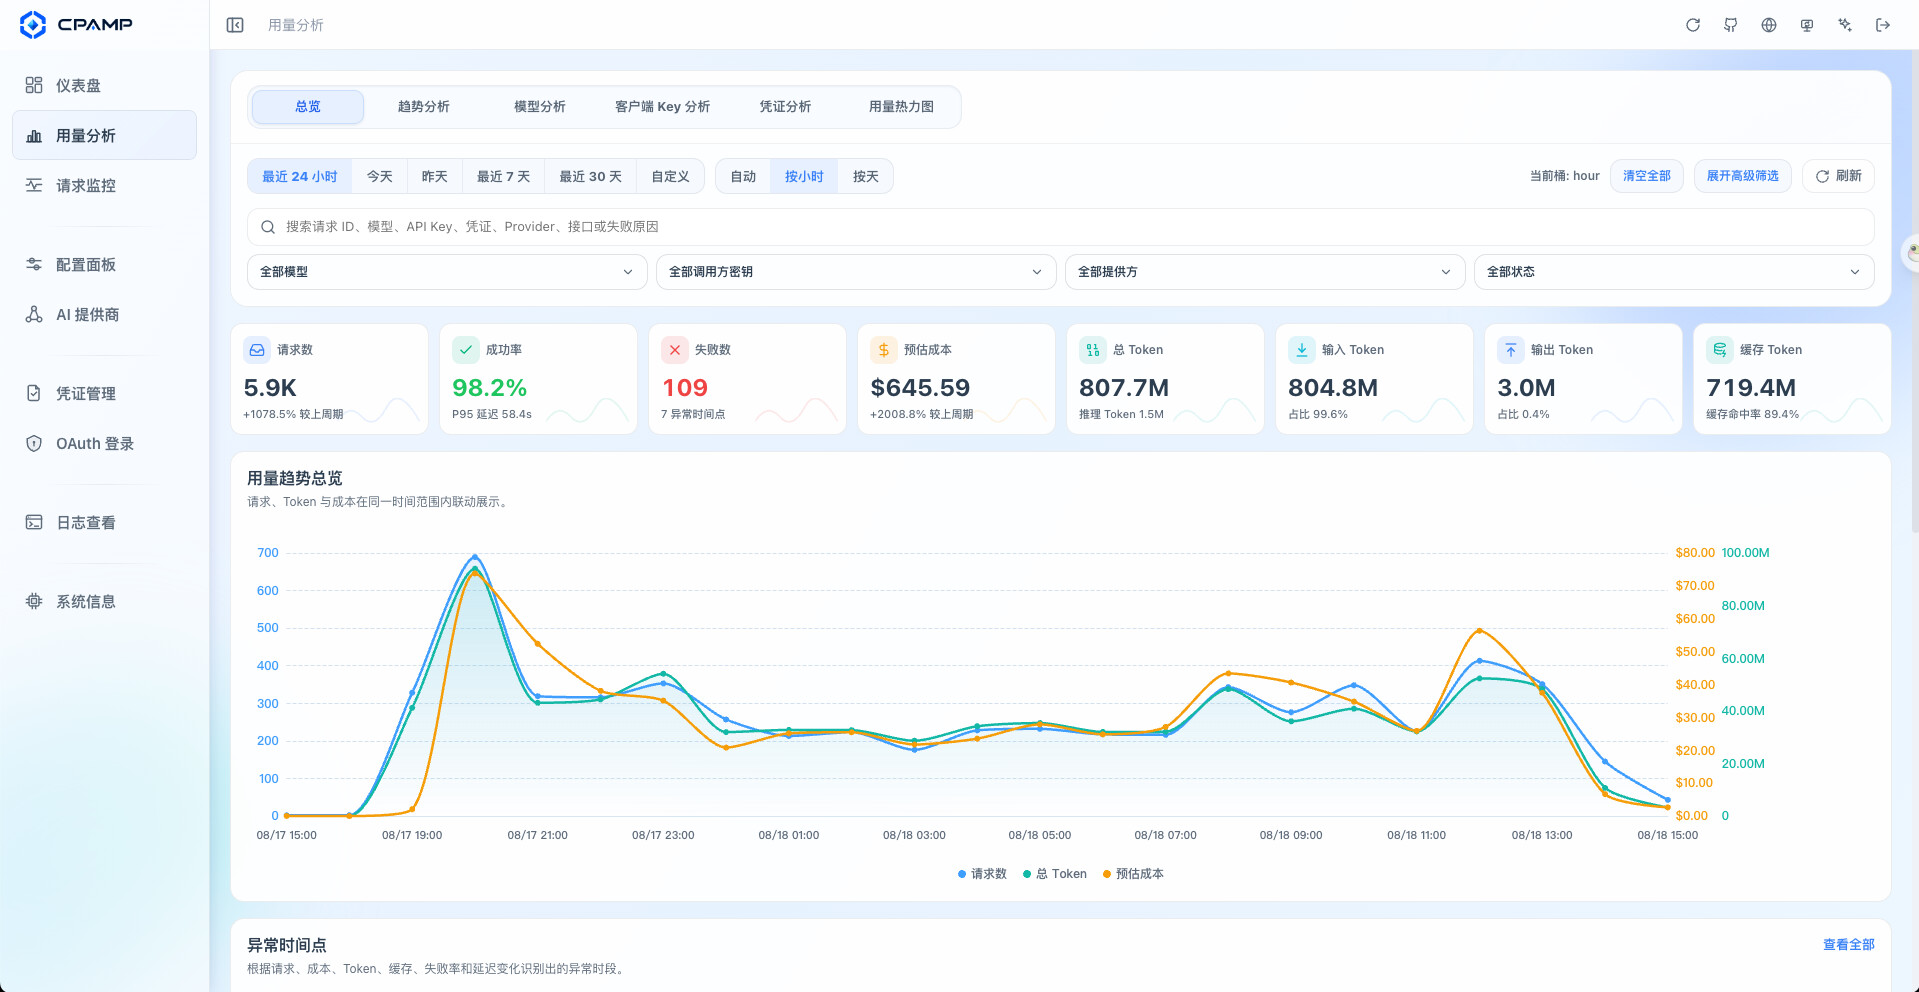 CPAMP
用量分析
仪表盘
用量分析
请求监控
配置面板
AI 提供商
凭证管理
OAuth 登录
日志查看
系统信息
总览
趋势分析
模型分析
客户端 Key 分析
凭证分析
用量热力图
最近 24 小时
今天
昨天
最近 7 天
最近 30 天
自定义
自动
按小时
按天
当前桶: hour
清空全部
展开高级筛选
刷新
搜索请求 ID、模型、API Key、凭证、Provider、接口或失败原因
全部模型
全部调用方密钥
全部提供方
全部状态
请求数
5.9K
+1078.5% 较上周期
成功率
98.2%
P95 延迟 58.4s
失败数
109
7 异常时间点
预估成本
$645.59
+2008.8% 较上周期
总 Token
807.7M
推理 Token 1.5M
输入 Token
804.8M
占比 99.6%
输出 Token
3.0M
占比 0.4%
缓存 Token
719.4M
缓存命中率 89.4%
用量趋势总览
请求、Token 与成本在同一时间范围内联动展示。
700
600
500
400
300
200
100
0
$80.00
$70.00
$60.00
$50.00
$40.00
$30.00
$20.00
$10.00
$0.00
100.00M
80.00M
60.00M
40.00M
20.00M
0
08/17 15:00
08/17 19:00
08/17 21:00
08/17 23:00
08/18 01:00
08/18 03:00
08/18 05:00
08/18 07:00
08/18 09:00
08/18 11:00
08/18 13:00
08/18 15:00
请求数
总 Token
预估成本
异常时间点
查看全部
根据请求、成本、Token、缓存、失败率和延迟变化识别出的异常时段。